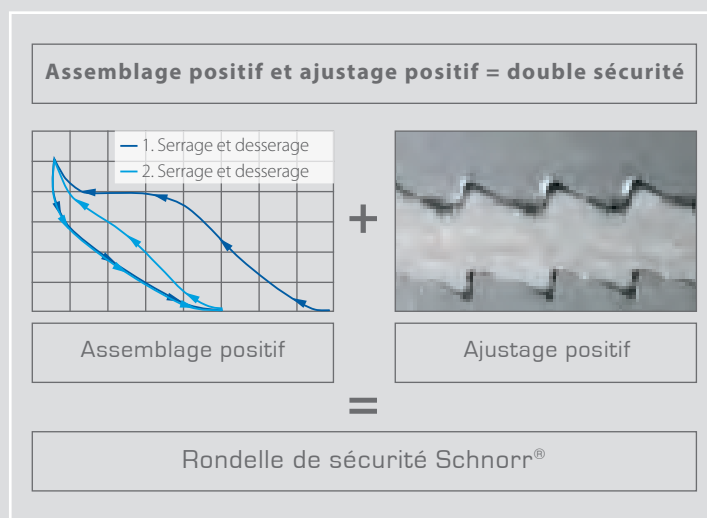 Assemblage positif et ajustage positif = double sécurité
1. Serrage et desserage
2. Serrage et desserage
+
Assemblage positif
Ajustage positif
=
Rondelle de sécurité Schnorr®